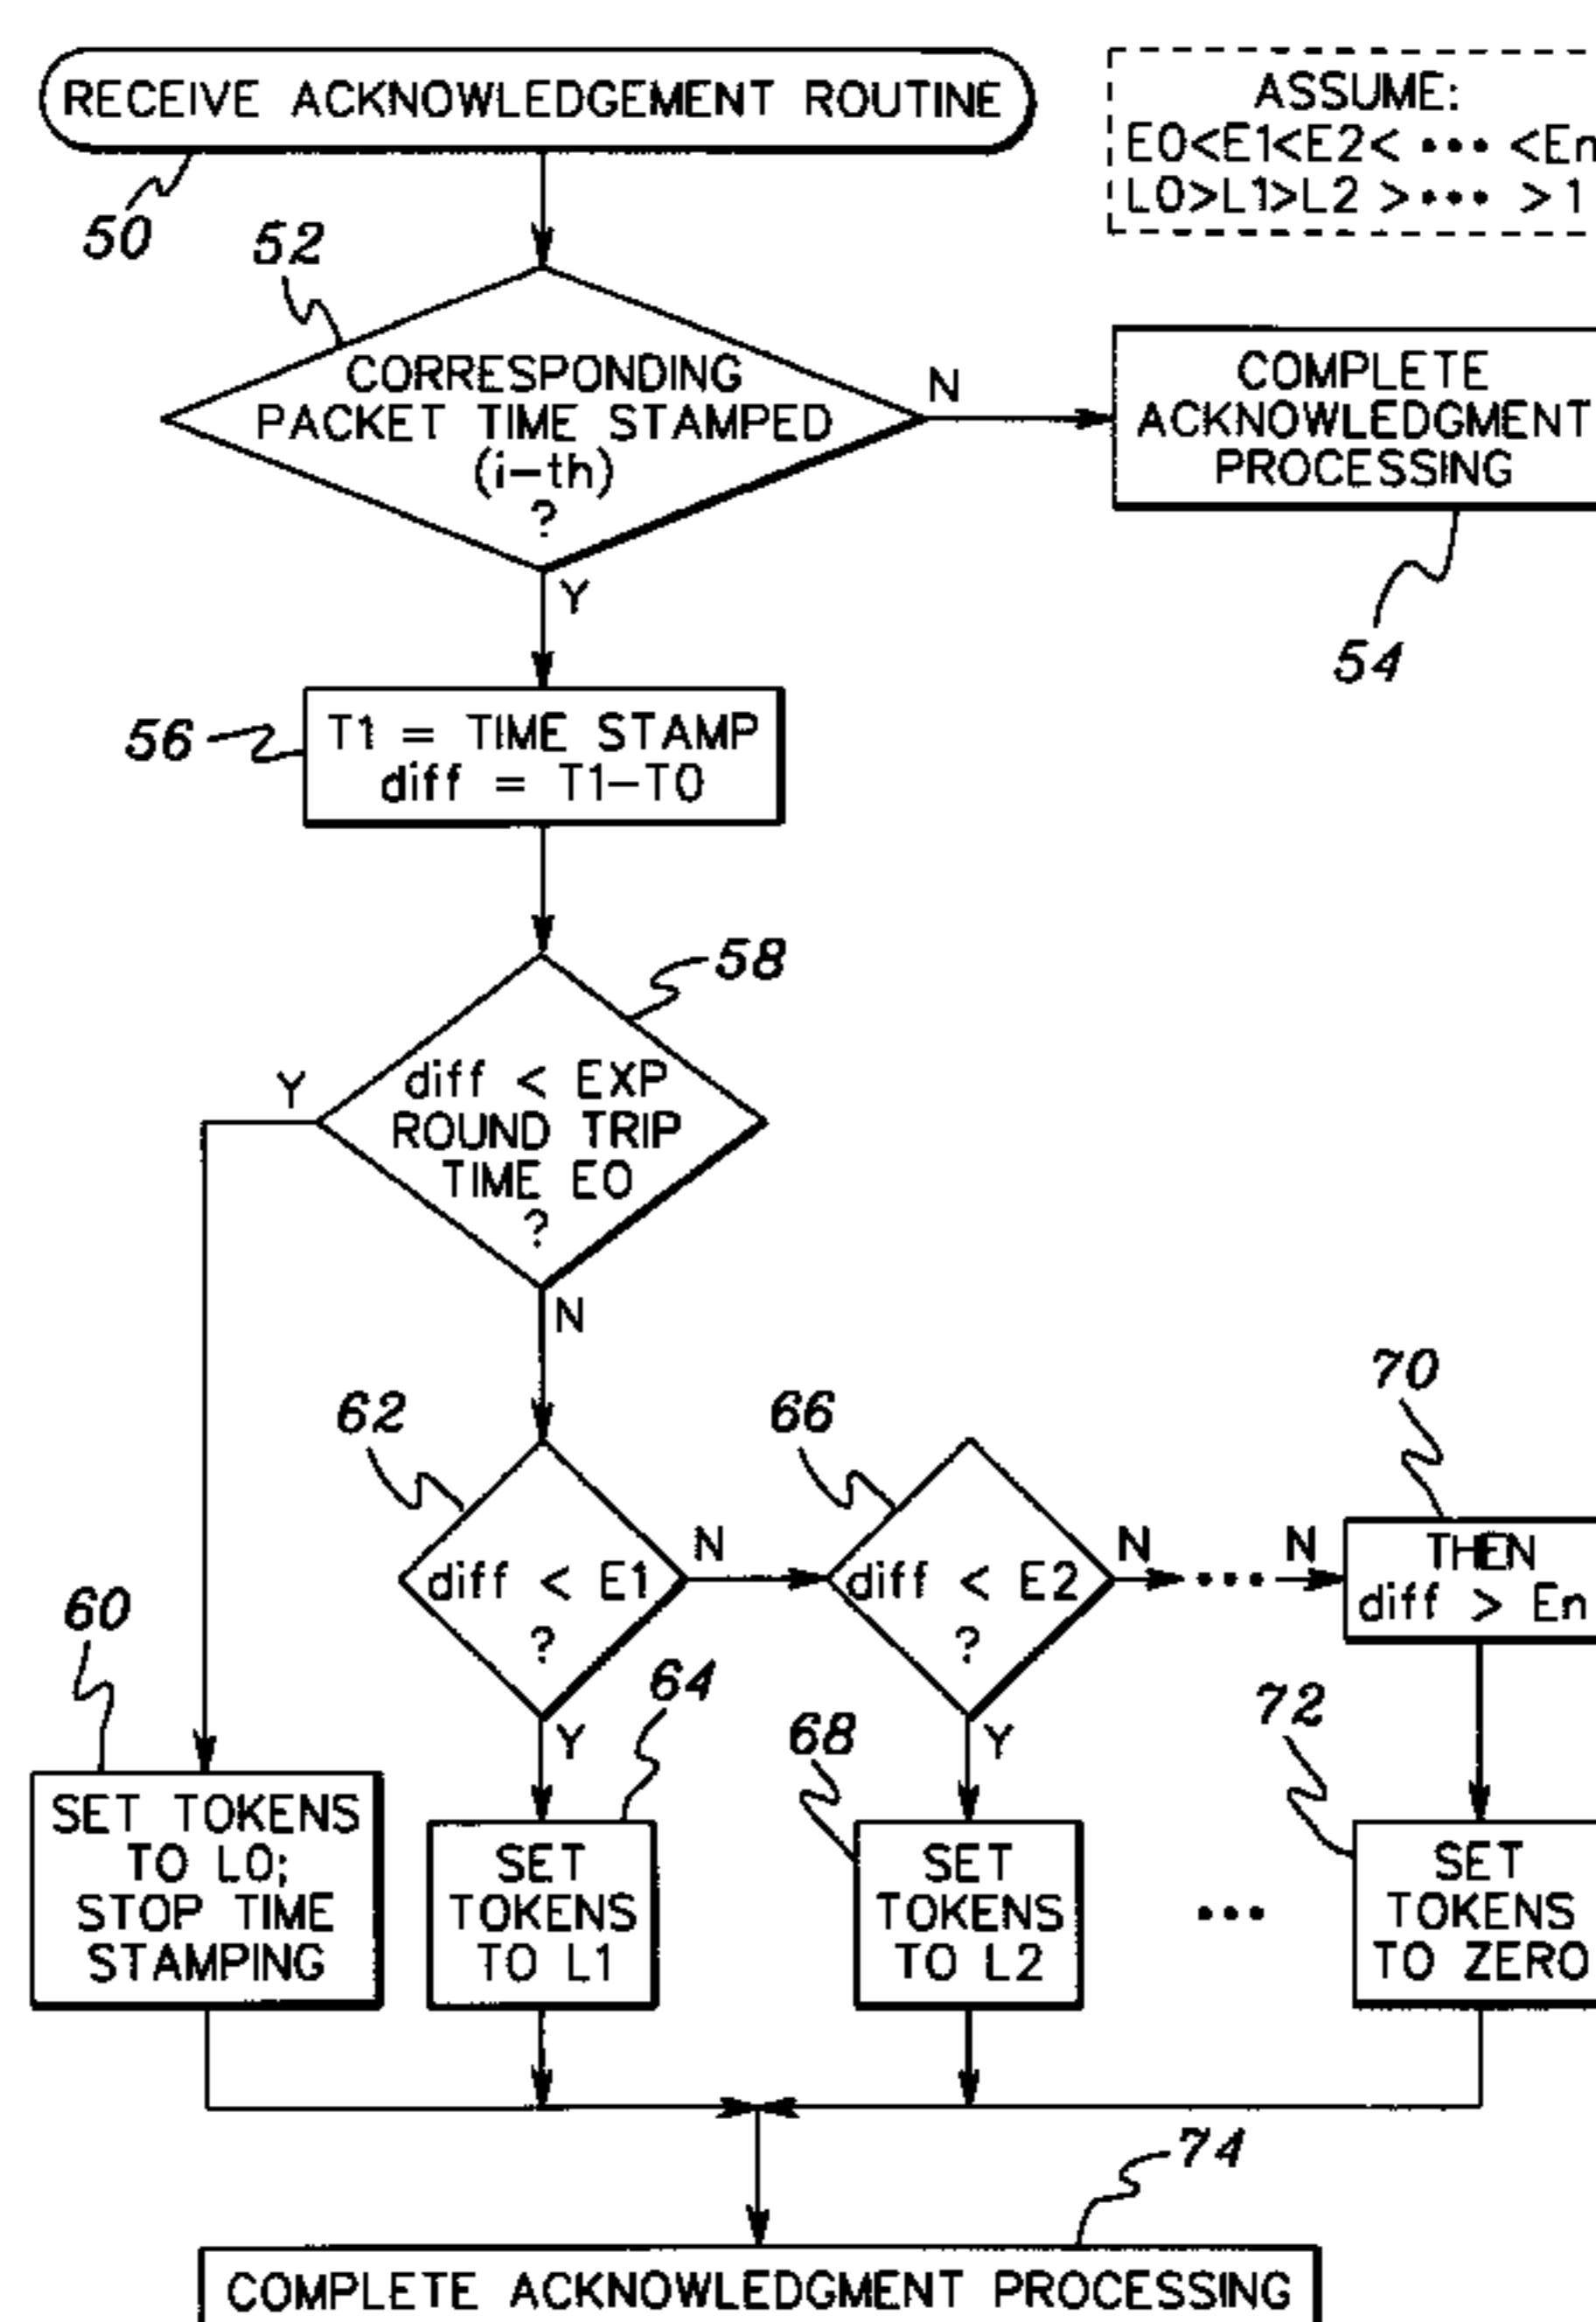 RECEIVE ACKNOWLEDGEMENT ROUTINE
50
ASSUME:
E0<E1<E2< ••• <En
L0>L1>L2 >••• >1
52
CORRESPONDING
PACKET TIME STAMPED
(i-th)
?
N
Y
COMPLETE
ACKNOWLEDGMENT
PROCESSING
54
56
T1 = TIME STAMP
diff = T1-T0
58
diff < EXP
ROUND TRIP
TIME E0
?
Y
N
62
diff < E1
?
N
Y
66
diff < E2
?
N ••• N
Y
70
THEN
diff > En
60
SET TOKENS
TO L0;
STOP TIME
STAMPING
64
SET
TOKENS
TO L1
68
SET
TOKENS
TO L2
•••
72
SET
TOKENS
TO ZERO
74
COMPLETE ACKNOWLEDGMENT PROCESSING